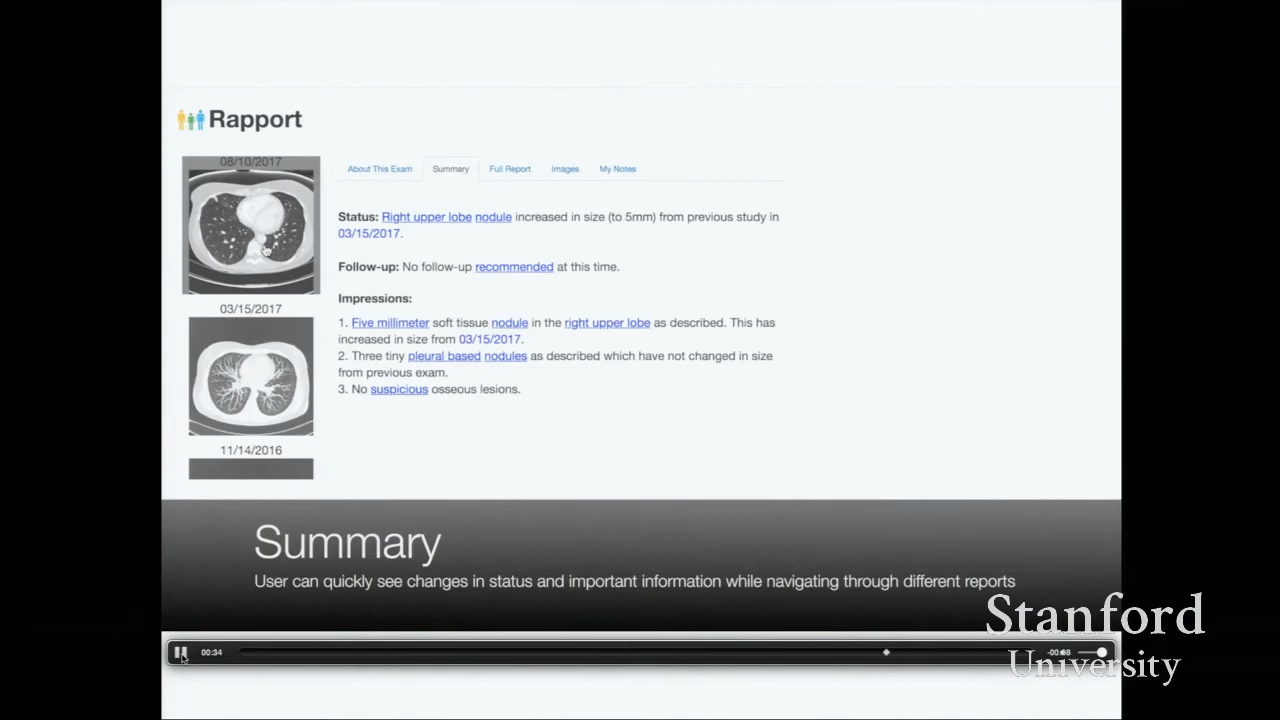 Rapport
08/10/2017
03/15/2017
11/14/2016
About This Exam
Summary
Full Report
Images
My Notes
Status: Right upper lobe nodule increased in size (to 5mm) from previous study in
03/15/2017.
Follow-up: No follow-up recommended at this time.
Impressions:
1. Five millimeter soft tissue nodule in the right upper lobe as described. This has
increased in size from 03/15/2017.
2. Three tiny pleural based nodules as described which have not changed in size
from previous exam.
3. No suspicious osseous lesions.
Summary
User can quickly see changes in status and important information while navigating through different reports
00:34
Stanford
University